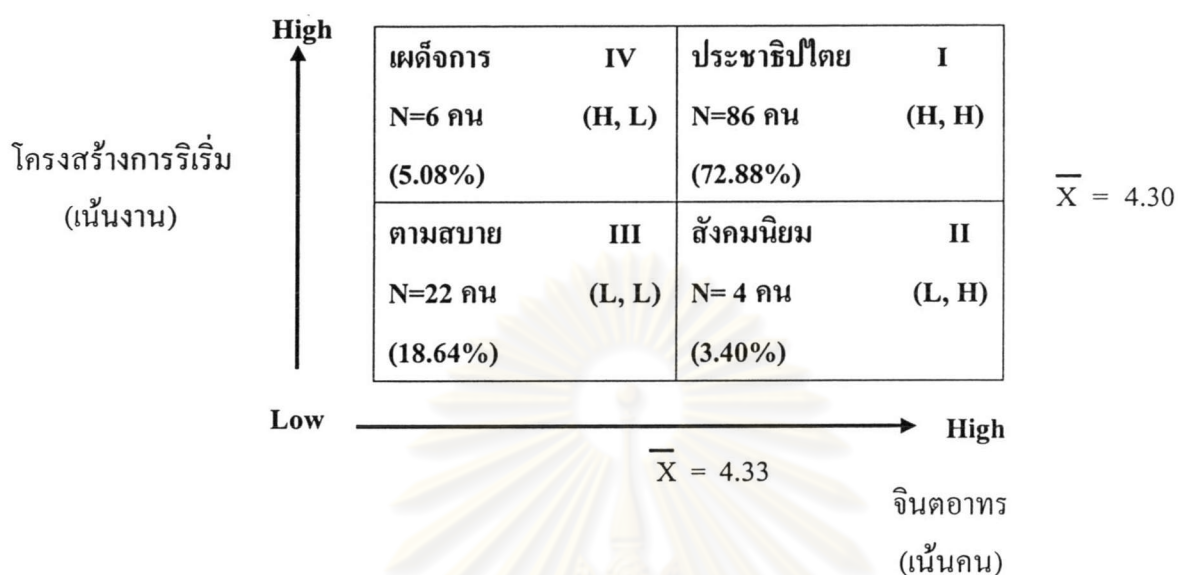 High
เผด็จการ IV
N=6 คน (H, L)
(5.08%)
ประชาธิปไตย I
N=86 คน (H, H)
(72.88%)
โครงสร้างการริเริ่ม
(เน้นงาน)
X̅ = 4.30
ตามสบาย III
N=22 คน (L, L)
(18.64%)
สังคมนิยม II
N= 4 คน (L, H)
(3.40%)
Low
High
X̅ = 4.33
จินตอาทร
(เน้นคน)